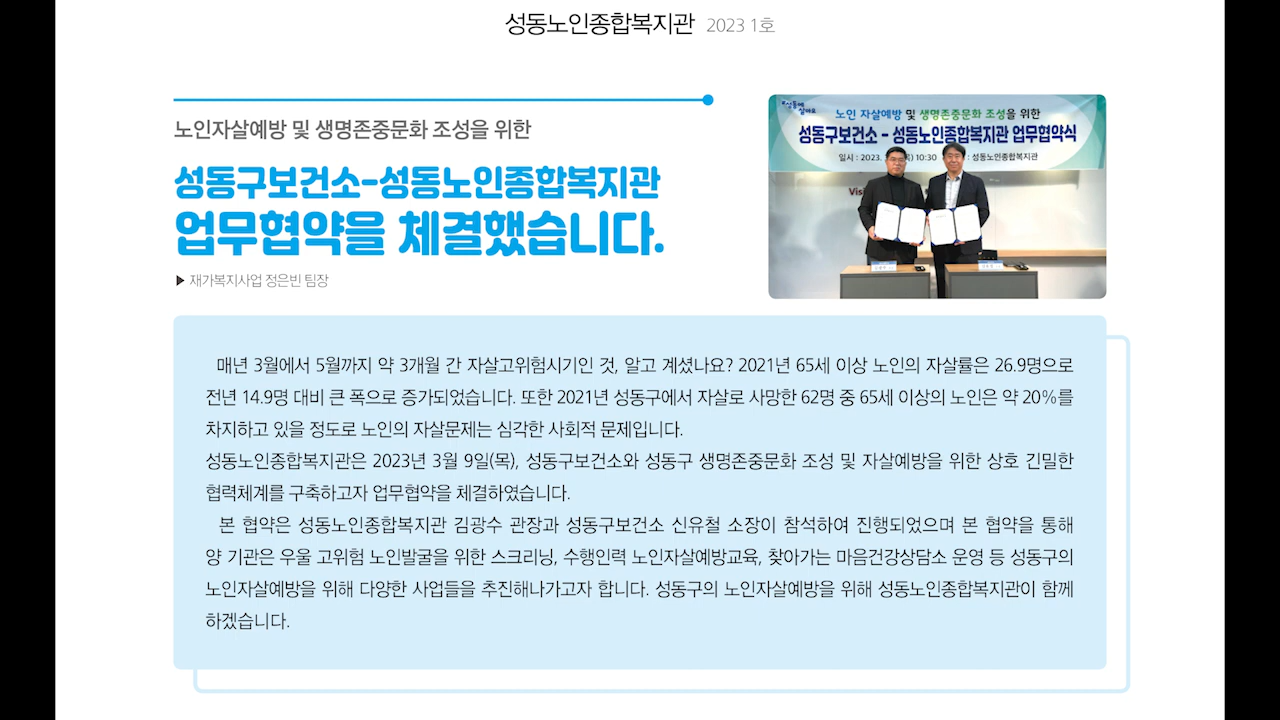 성동노인종합복지관 2023 1호
노인자살예방 및 생명존중문화 조성을 위한
성동구보건소-성동노인종합복지관
업무협약을 체결했습니다.
▶ 재가복지사업 정은빈 팀장
성동에 살아요
노인 자살예방 및 생명존중문화 조성을 위한
성동구보건소 - 성동노인종합복지관 업무협약식
일시 : 2023. 10:30 : 성동노인종합복지관
매년 3월에서 5월까지 약 3개월 간 자살고위험시기인 것, 알고 계셨나요? 2021년 65세 이상 노인의 자살률은 26.9명으로
전년 14.9명 대비 큰 폭으로 증가되었습니다. 또한 2021년 성동구에서 자살로 사망한 62명 중 65세 이상의 노인은 약 20%를
차지하고 있을 정도로 노인의 자살문제는 심각한 사회적 문제입니다.
성동노인종합복지관은 2023년 3월 9일(목), 성동구보건소와 성동구 생명존중문화 조성 및 자살예방을 위한 상호 긴밀한
협력체계를 구축하고자 업무협약을 체결하였습니다.
본 협약은 성동노인종합복지관 김광수 관장과 성동구보건소 신유철 소장이 참석하여 진행되었으며 본 협약을 통해
양 기관은 우울 고위험 노인발굴을 위한 스크리닝, 수행인력 노인자살예방교육, 찾아가는 마음건강상담소 운영 등 성동구의
노인자살예방을 위해 다양한 사업들을 추진해나가고자 합니다. 성동구의 노인자살예방을 위해 성동노인종합복지관이 함께
하겠습니다.